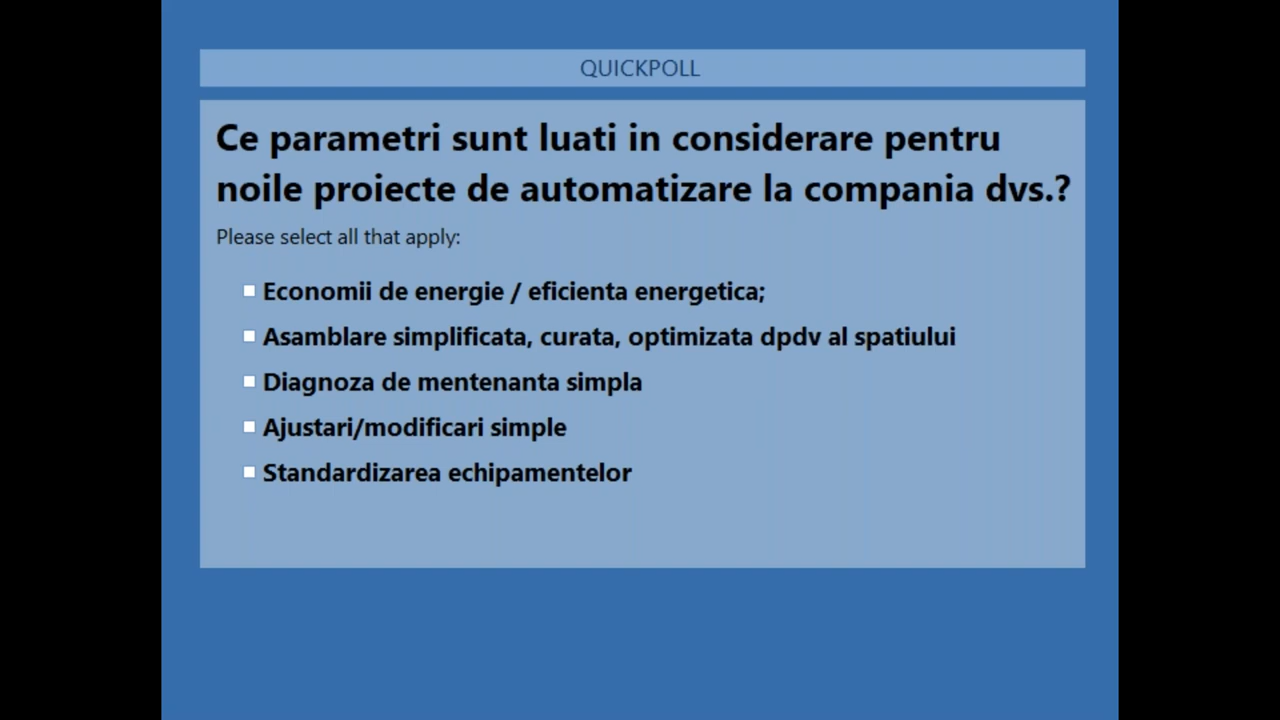 QUICKPOLL
Ce parametri sunt luati in considerare pentru
noile proiecte de automatizare la compania dvs.?
Please select all that apply:
Economii de energie / eficienta energetica;
Asamblare simplificata, curata, optimizata dpdv al spatiului
Diagnoza de mentenanta simpla
Ajustari/modificari simple
Standardizarea echipamentelor